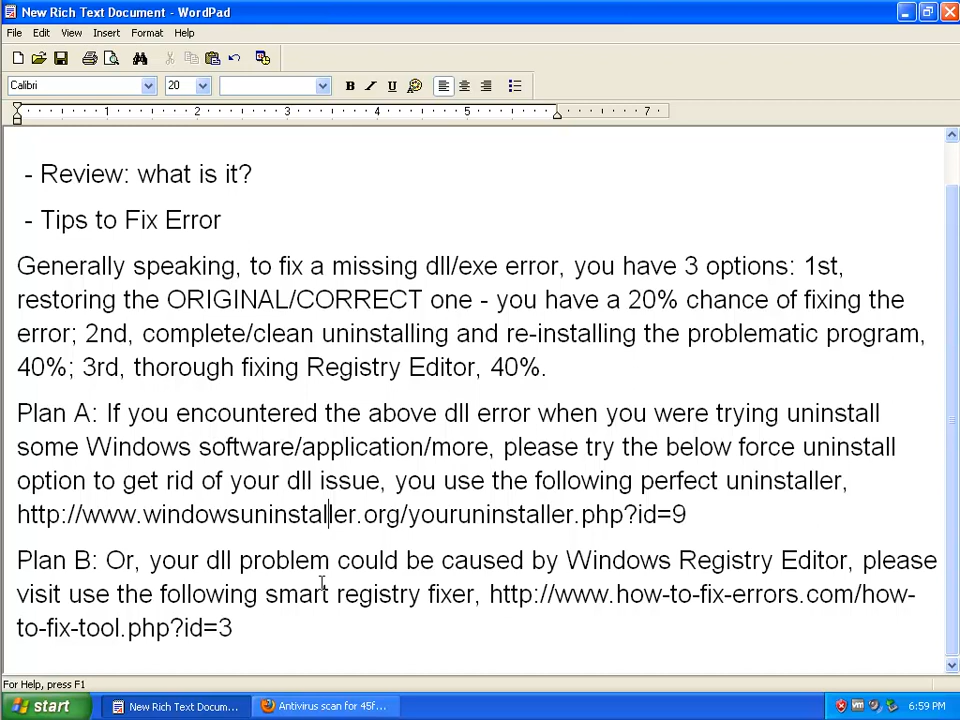 New Rich Text Document - WordPad
File Edit View Insert Format Help
Calibri 20 B I U
1 2 3 4 5 7
- Review: what is it?
- Tips to Fix Error
Generally speaking, to fix a missing dll/exe error, you have 3 options: 1st,
restoring the ORIGINAL/CORRECT one - you have a 20% chance of fixing the
error; 2nd, complete/clean uninstalling and re-installing the problematic program,
40%; 3rd, thorough fixing Registry Editor, 40%.
Plan A: If you encountered the above dll error when you were trying uninstall
some Windows software/application/more, please try the below force uninstall
option to get rid of your dll issue, you use the following perfect uninstaller,
http://www.windowsuninstaller.org/youruninstaller.php?id=9
Plan B: Or, your dll problem could be caused by Windows Registry Editor, please
visit use the following smart registry fixer, http://www.how-to-fix-errors.com/how-
to-fix-tool.php?id=3
For Help, press F1
start New Rich Text Docum... Antivirus scan for 45f... 6:59 PM